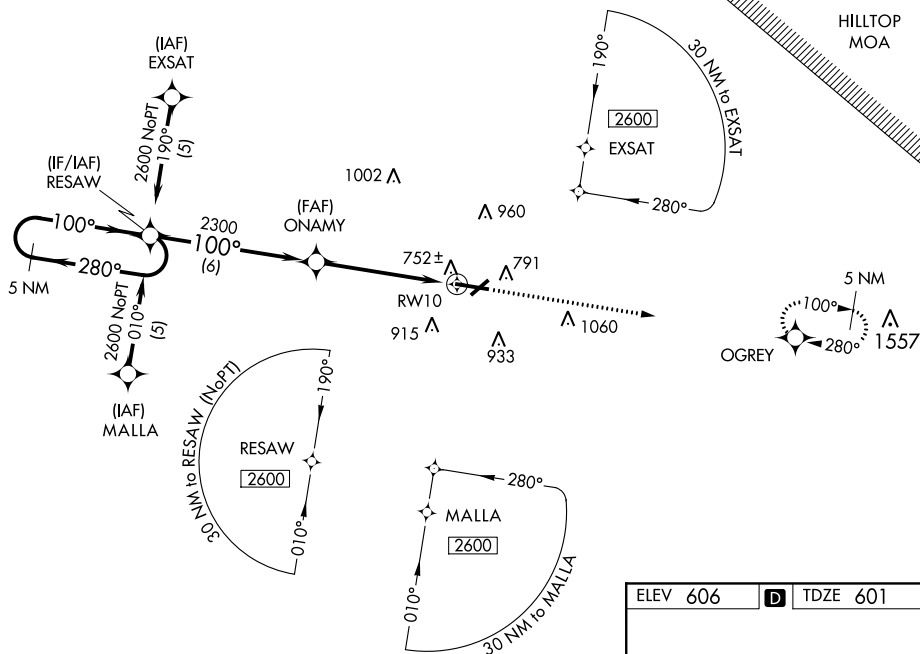 HILLTOP
MOA
(IAF)
EXSAT
2600 NoPT
190°
(5)
(IF/IAF)
RESAW
100°
280°
5 NM
2300
100°
(6)
(FAF)
ONAMY
1002
960
752±
791
RW10
915
933
1060
2600 NoPT
010°
(5)
(IAF)
MALLA
190°
30 NM to EXSAT
2600
EXSAT
280°
5 NM
100°
280°
OGREY
1557
30 NM to RESAW (NoPT)
190°
RESAW
2600
010°
280°
MALLA
2600
010°
30 NM to MALLA
ELEV 606 D TDZE 601